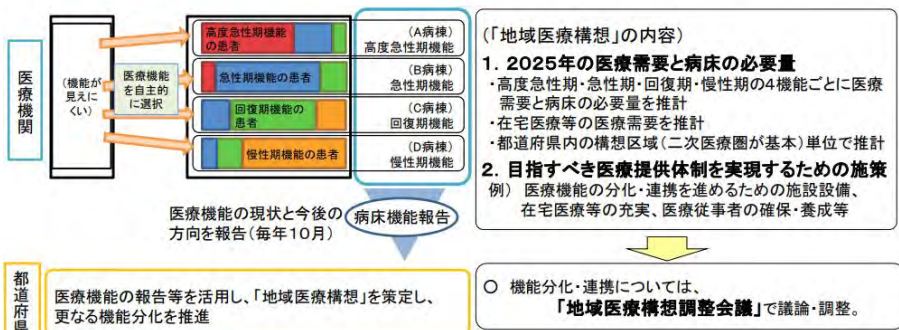 医療機関
(機能が
見えに
くい)
医療機能
を自主的
に選択
高度急性期機能
の患者
(A病棟)
高度急性期機能
急性期機能の患者
(B病棟)
急性期機能
回復期機能の
患者
(C病棟)
回復期機能
慢性期機能の患者
(D病棟)
慢性期機能
医療機能の現状と今後の
方向を報告(毎年10月)
病床機能報告
都道府県
医療機能の報告等を活用し、「地域医療構想」を策定し、
更なる機能分化を推進
(「地域医療構想」の内容)
1. 2025年の医療需要と病床の必要量
・高度急性期・急性期・回復期・慢性期の4機能ごとに医療
需要と病床の必要量を推計
・在宅医療等の医療需要を推計
・都道府県内の構想区域(二次医療圏が基本)単位で推計
2. 目指すべき医療提供体制を実現するための施策
例) 医療機能の分化・連携を進めるための施設設備、
在宅医療等の充実、医療従事者の確保・養成等
○ 機能分化・連携については、
「地域医療構想調整会議」で議論・調整。